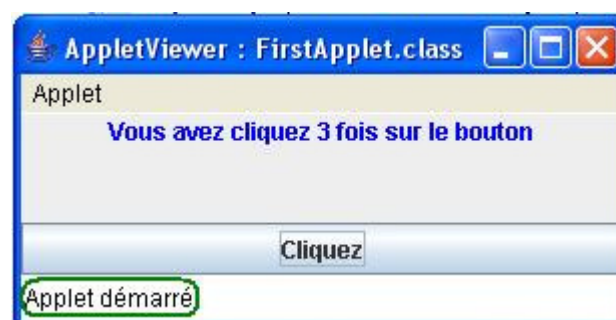 AppletViewer : FirstApplet.class
Applet
Vous avez cliquez 3 fois sur le bouton
Cliquez
Applet démarré